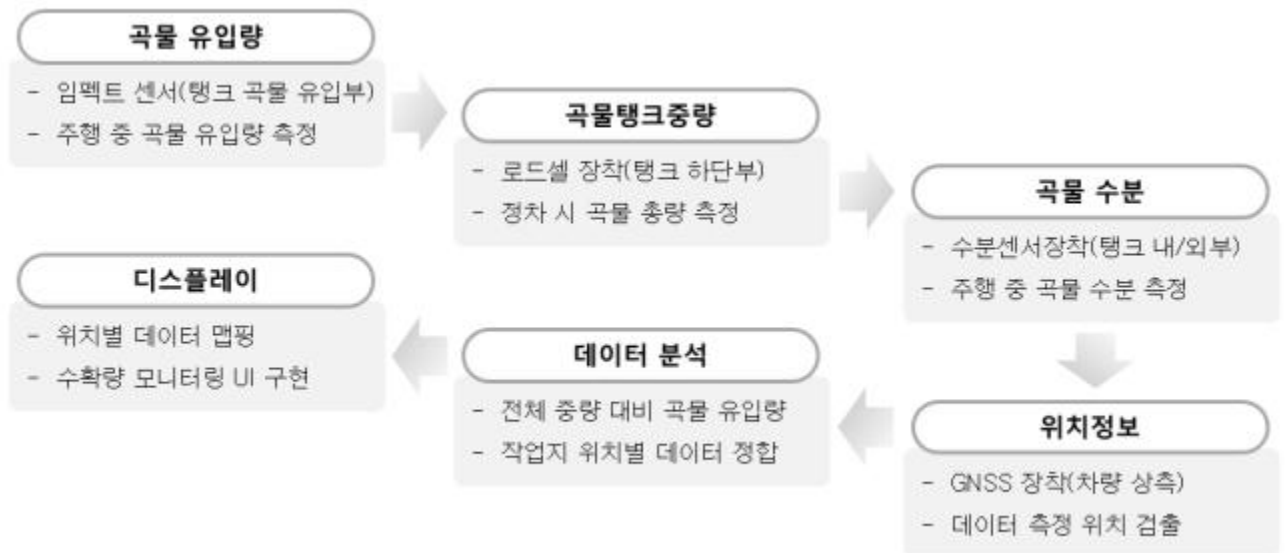 곡물 유입량
- 임펙트 센서(탱크 곡물 유입부)
- 주행 중 곡물 유입량 측정
곡물탱크중량
- 로드셀 장착(탱크 하단부)
- 정차 시 곡물 총량 측정
곡물 수분
- 수분센서장착(탱크 내/외부)
- 주행 중 곡물 수분 측정
위치정보
- GNSS 장착(차량 상측)
- 데이터 측정 위치 검출
데이터 분석
- 전체 중량 대비 곡물 유입량
- 작업지 위치별 데이터 정합
디스플레이
- 위치별 데이터 맵핑
- 수확량 모니터링 UI 구현